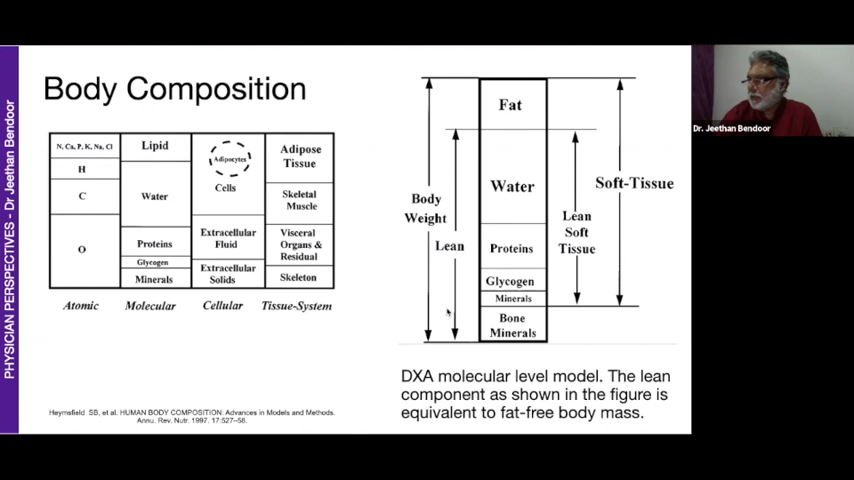 PHYSICIAN PERSPECTIVES - Dr Jeethan Bendoor
Body Composition
N, Ca, P, K, Na, Cl
H
C
O
Atomic
Lipid
Water
Proteins
Glycogen
Minerals
Molecular
Adipocytes
Cells
Extracellular
Fluid
Extracellular
Solids
Cellular
Adipose
Tissue
Skeletal
Muscle
Visceral
Organs &
Residual
Skeleton
Tissue-System
Heymsfield SB, et al. HUMAN BODY COMPOSITION: Advances in Models and Methods.
Annu. Rev. Nutr. 1997. 17:527–58.
Body
Weight
Lean
Fat
Water
Proteins
Glycogen
Minerals
Bone
Minerals
Lean
Soft
Tissue
Soft-Tissue
DXA molecular level model. The lean
component as shown in the figure is
equivalent to fat-free body mass.
Dr. Jeethan Bendoor